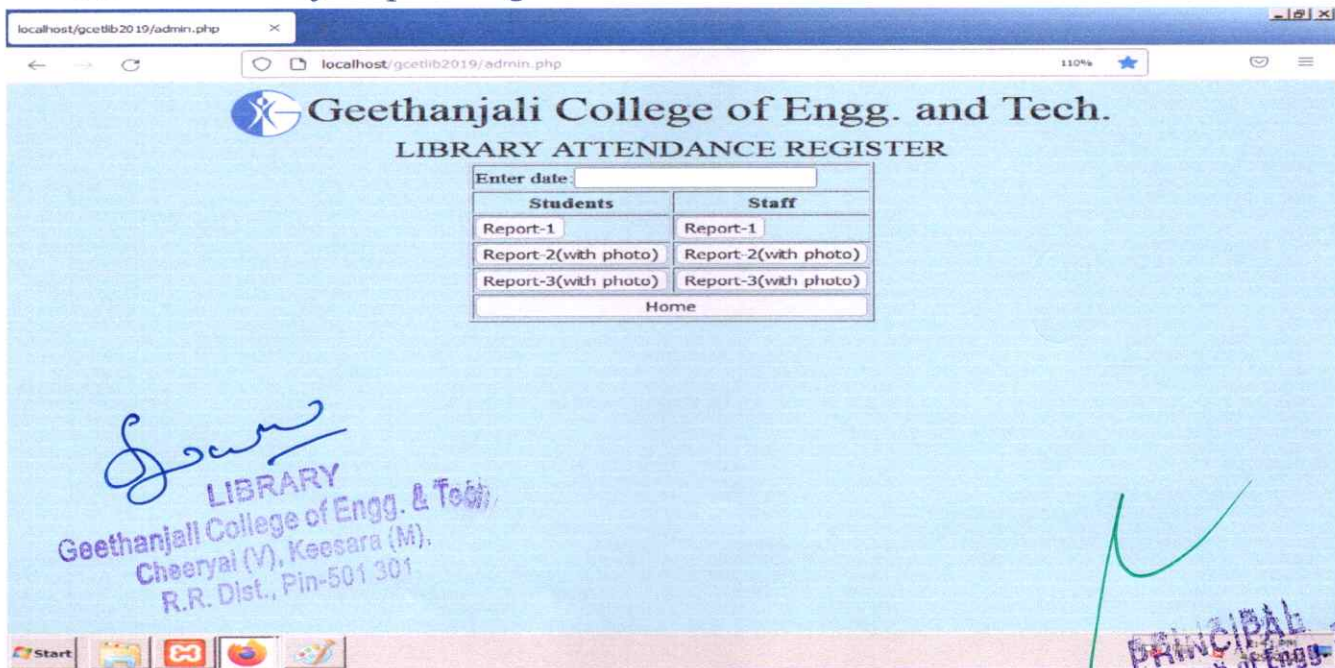 localhost/gcetlib2019/admin.php
localhost/gcetlib2019/admin.php
110%
Geethanjali College of Engg. and Tech.
LIBRARY ATTENDANCE REGISTER
Enter date:
Students Staff
Report-1 Report-1
Report-2(with photo) Report-2(with photo)
Report-3(with photo) Report-3(with photo)
Home
LIBRARY
Geethanjali College of Engg. & Tech.
Cheeryal (V), Keesara (M),
R.R. Dist., Pin-501 301
Start
PRINCIPAL
Engg.